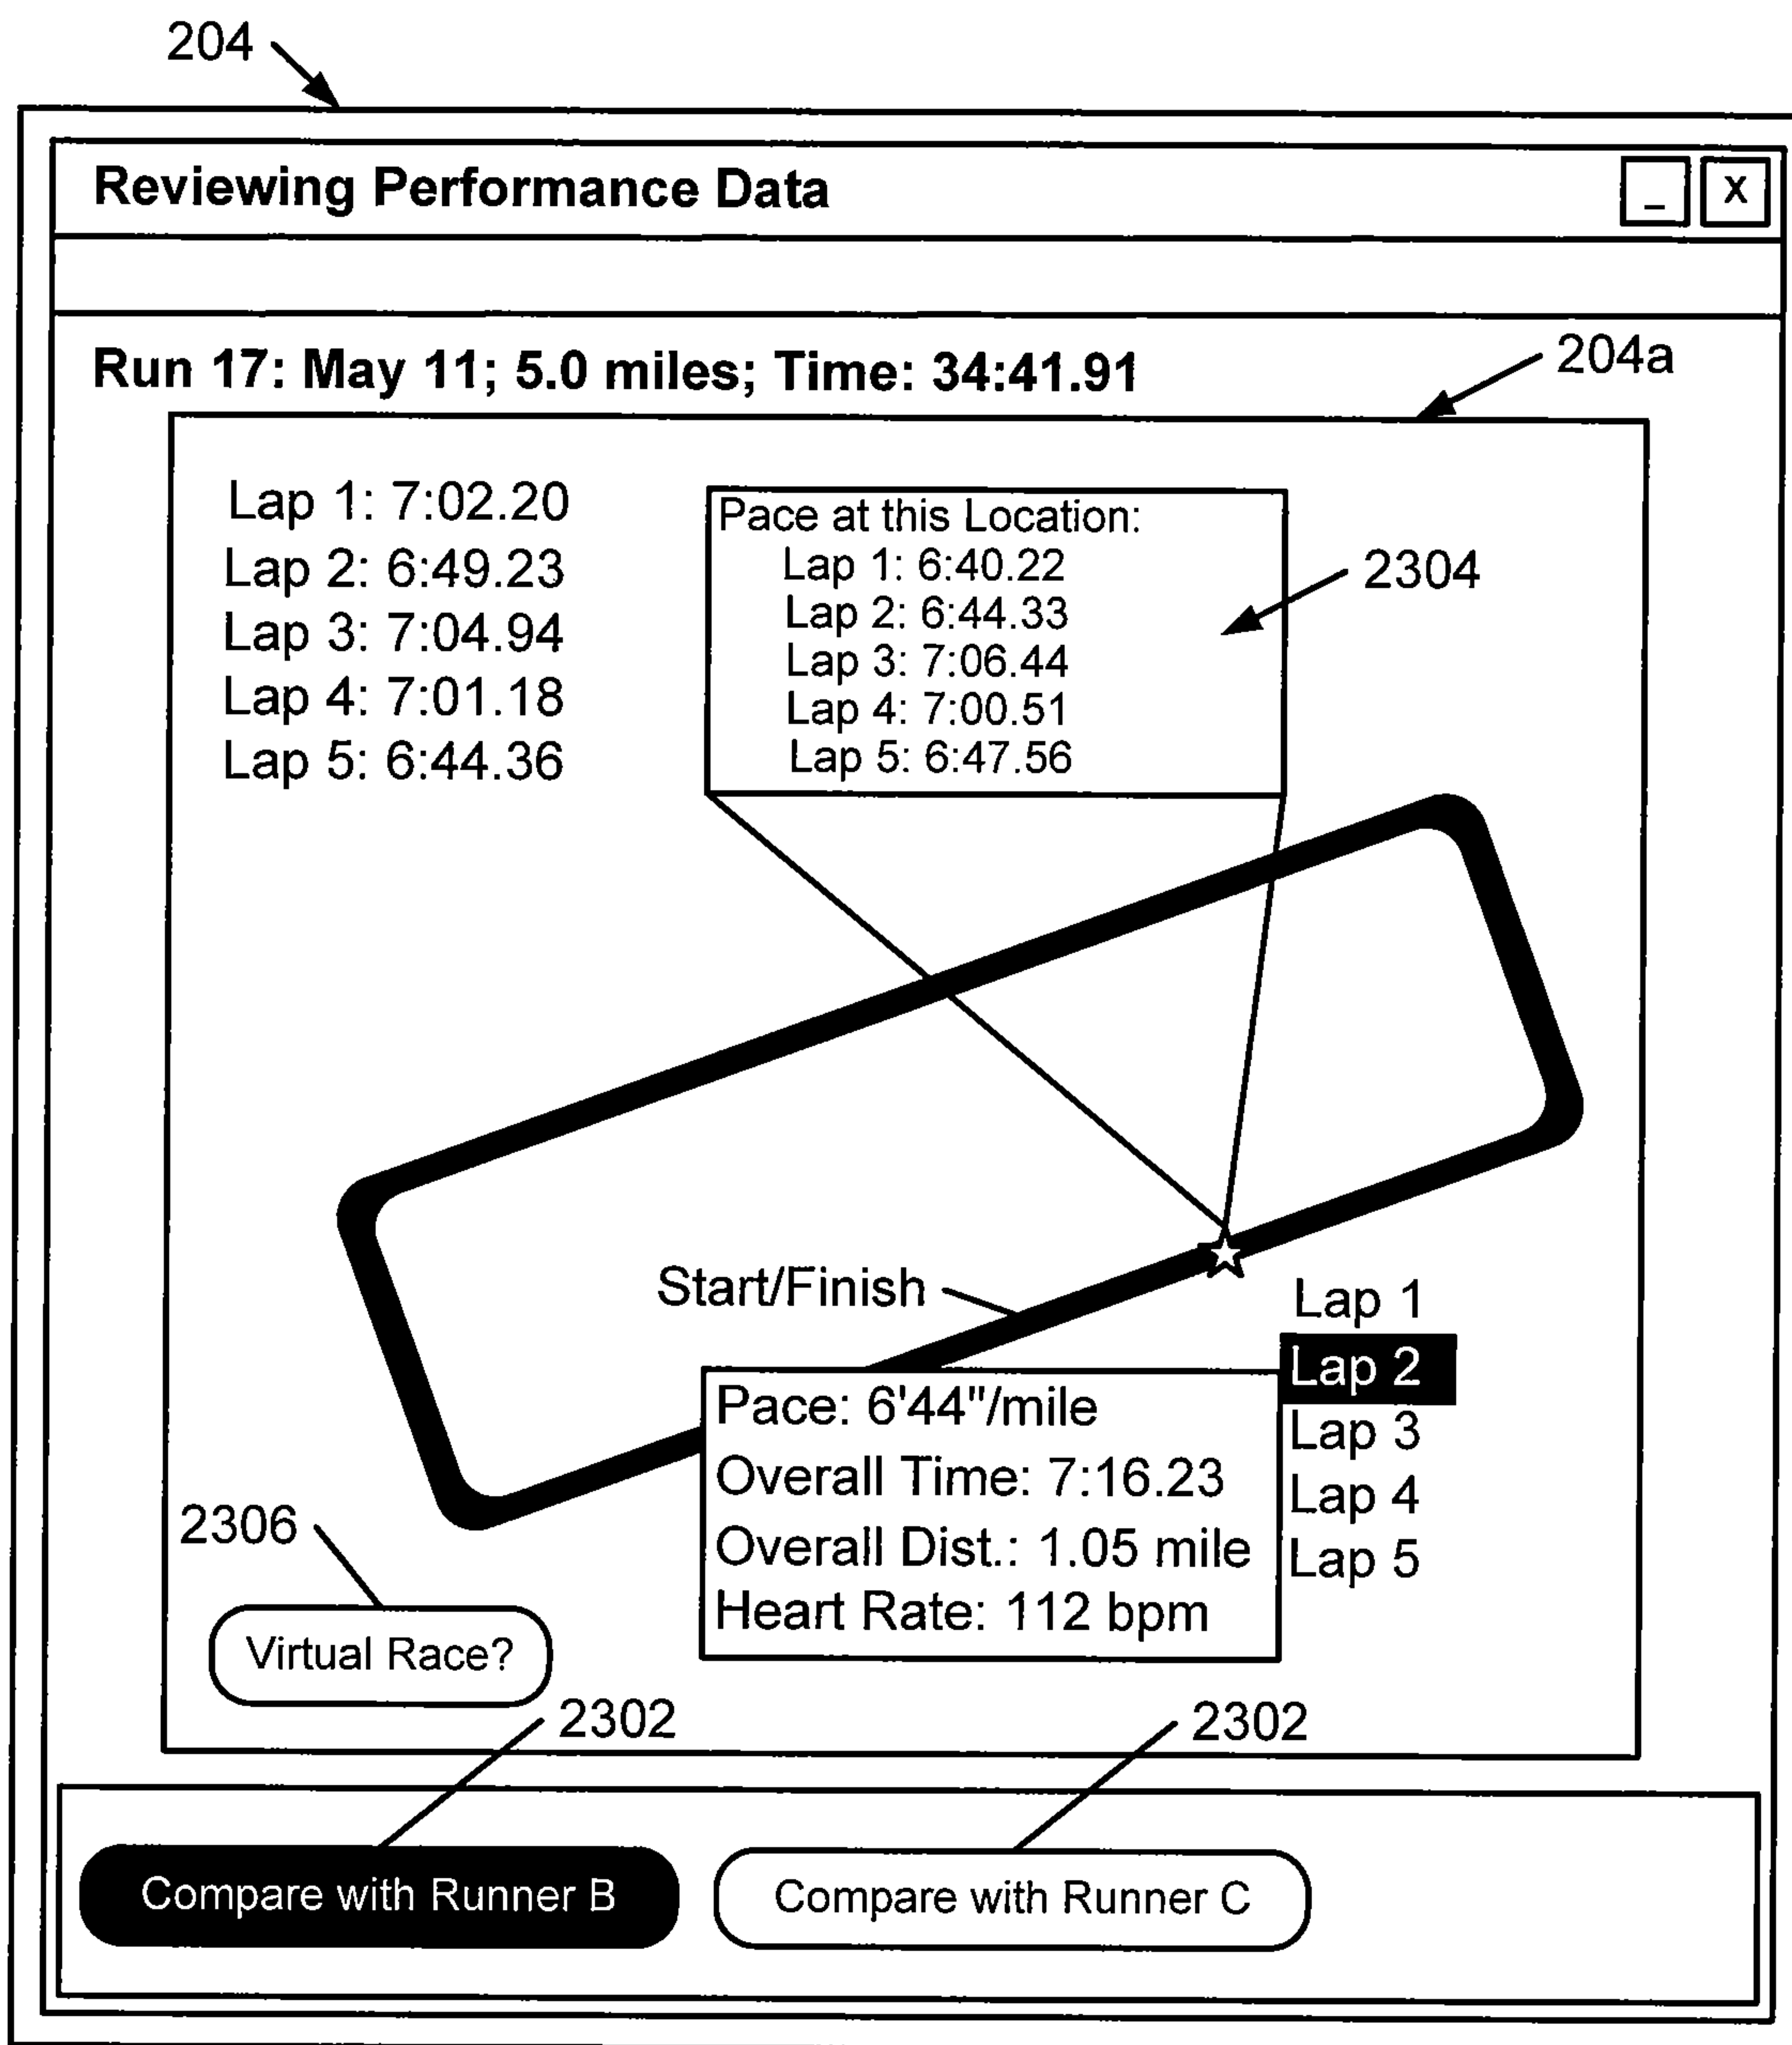 204
Reviewing Performance Data
_ X
Run 17: May 11; 5.0 miles; Time: 34:41.91
204a
Lap 1: 7:02.20
Lap 2: 6:49.23
Lap 3: 7:04.94
Lap 4: 7:01.18
Lap 5: 6:44.36
Pace at this Location:
Lap 1: 6:40.22
Lap 2: 6:44.33
Lap 3: 7:06.44
Lap 4: 7:00.51
Lap 5: 6:47.56
2304
Start/Finish
Lap 1
Lap 2
Lap 3
Lap 4
Lap 5
Pace: 6'44"/mile
Overall Time: 7:16.23
Overall Dist.: 1.05 mile
Heart Rate: 112 bpm
2306
Virtual Race?
2302
2302
Compare with Runner B
Compare with Runner C